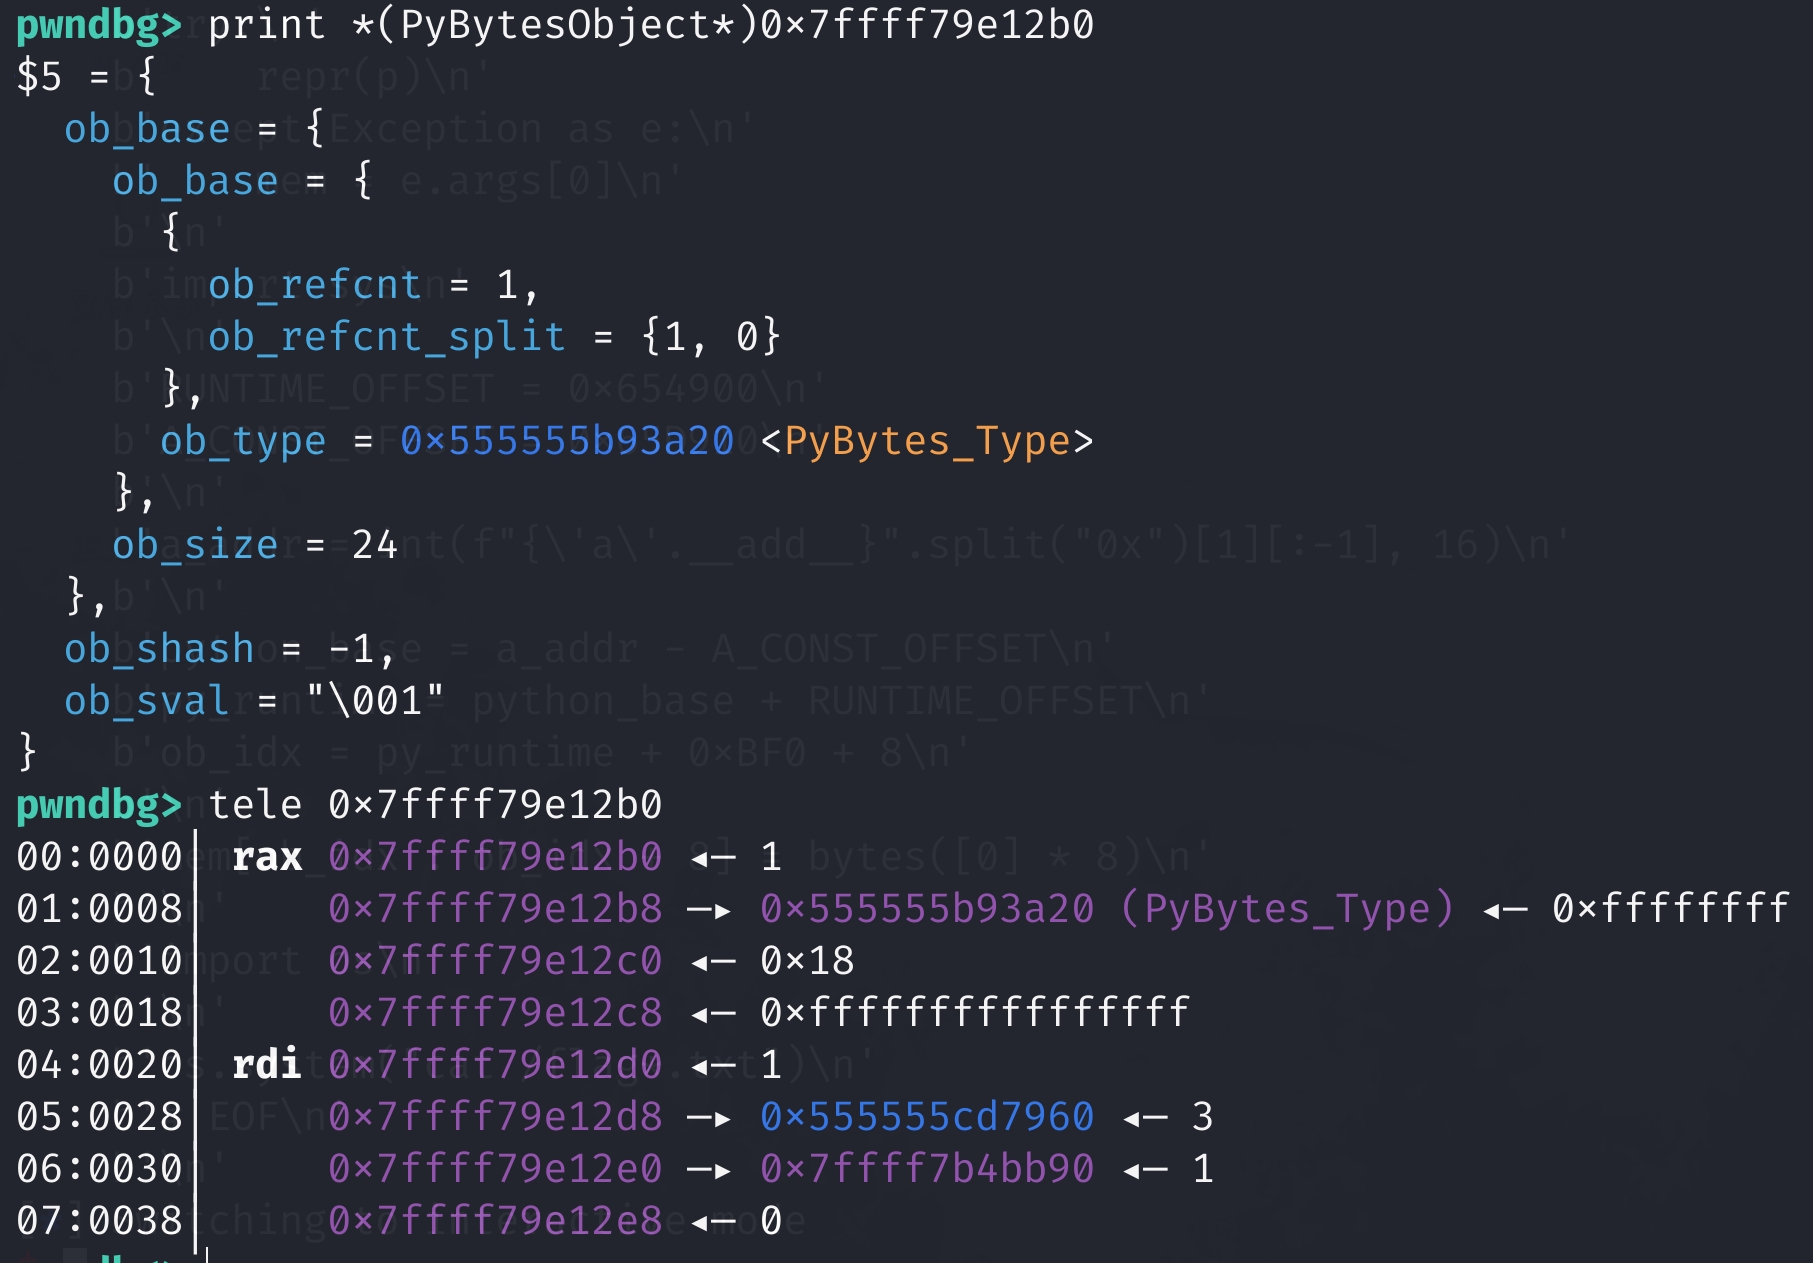 pwndbg> print *(PyBytesObject*)0x7ffff79e12b0
$5 = {
  ob_base = {
    ob_base = {
      {
        ob_refcnt = 1,
        ob_refcnt_split = {1, 0}
      },
      ob_type = 0x555555b93a20 <PyBytes_Type>
    },
    ob_size = 24
  },
  ob_shash = -1,
  ob_sval = "\001"
}
pwndbg> tele 0x7ffff79e12b0
00:0000│ rax 0x7ffff79e12b0 ◂— 1
01:0008│     0x7ffff79e12b8 —▸ 0x555555b93a20 (PyBytes_Type) ◂— 0xffffffff
02:0010│     0x7ffff79e12c0 ◂— 0x18
03:0018│     0x7ffff79e12c8 ◂— 0xffffffffffffffff
04:0020│ rdi 0x7ffff79e12d0 ◂— 1
05:0028│     0x7ffff79e12d8 —▸ 0x555555cd7960 ◂— 3
06:0030│     0x7ffff79e12e0 —▸ 0x7ffff7b4bb90 ◂— 1
07:0038│     0x7ffff79e12e8 ◂— 0